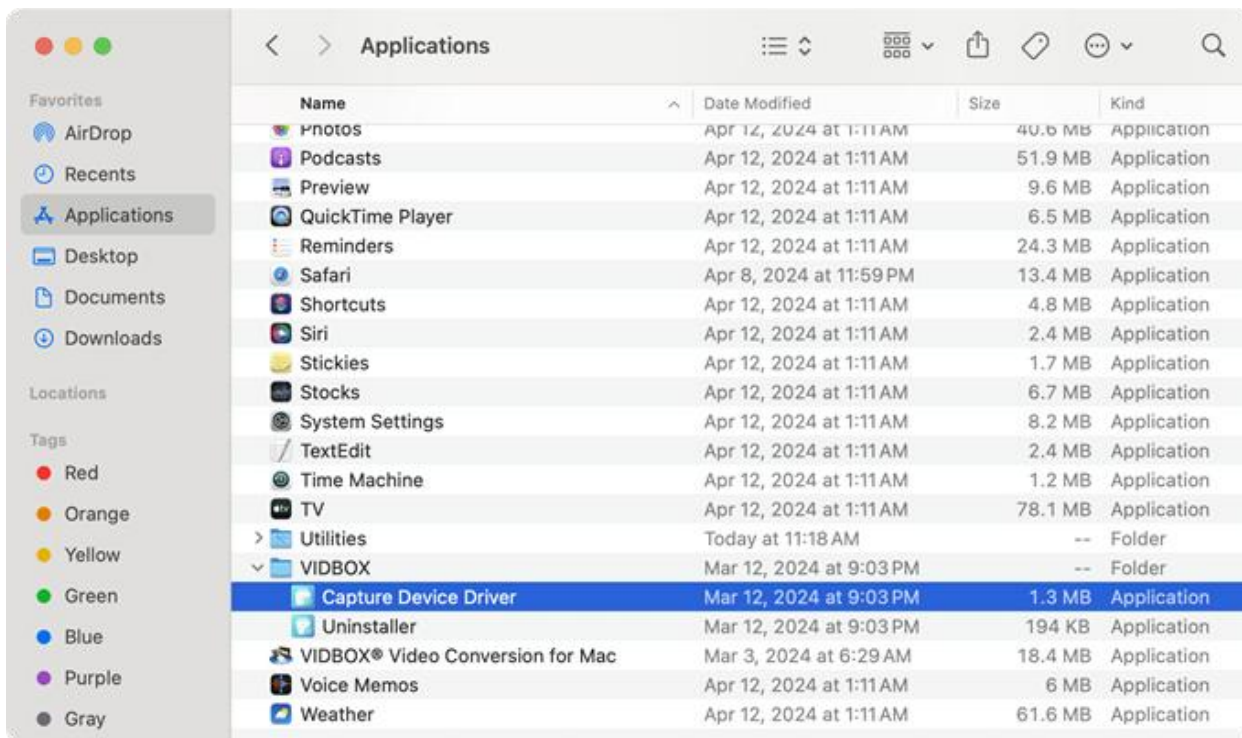 Applications
Favorites
AirDrop
Recents
Applications
Desktop
Documents
Downloads
Locations
Tags
Red
Orange
Yellow
Green
Blue
Purple
Gray
Name Date Modified Size Kind
Photos Apr 12, 2024 at 1:11 AM 40.6 MB Application
Podcasts Apr 12, 2024 at 1:11 AM 51.9 MB Application
Preview Apr 12, 2024 at 1:11 AM 9.6 MB Application
QuickTime Player Apr 12, 2024 at 1:11 AM 6.5 MB Application
Reminders Apr 12, 2024 at 1:11 AM 24.3 MB Application
Safari Apr 8, 2024 at 11:59 PM 13.4 MB Application
Shortcuts Apr 12, 2024 at 1:11 AM 4.8 MB Application
Siri Apr 12, 2024 at 1:11 AM 2.4 MB Application
Stickies Apr 12, 2024 at 1:11 AM 1.7 MB Application
Stocks Apr 12, 2024 at 1:11 AM 6.7 MB Application
System Settings Apr 12, 2024 at 1:11 AM 8.2 MB Application
TextEdit Apr 12, 2024 at 1:11 AM 2.4 MB Application
Time Machine Apr 12, 2024 at 1:11 AM 1.2 MB Application
TV Apr 12, 2024 at 1:11 AM 78.1 MB Application
Utilities Today at 11:18 AM -- Folder
VIDBOX Mar 12, 2024 at 9:03 PM -- Folder
Capture Device Driver Mar 12, 2024 at 9:03 PM 1.3 MB Application
Uninstaller Mar 12, 2024 at 9:03 PM 194 KB Application
VIDBOX® Video Conversion for Mac Mar 3, 2024 at 6:29 AM 18.4 MB Application
Voice Memos Apr 12, 2024 at 1:11 AM 6 MB Application
Weather Apr 12, 2024 at 1:11 AM 61.6 MB Application